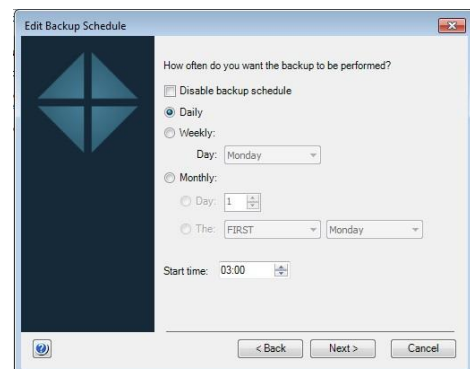 Edit Backup Schedule
How often do you want the backup to be performed?
Disable backup schedule
Daily
Weekly:
Day: Monday
Monthly:
Day: 1
The: FIRST Monday
Start time: 03:00
< Back Next > Cancel